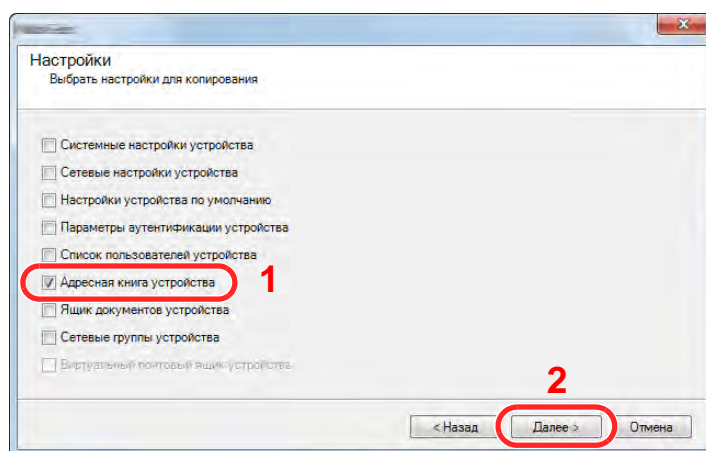 Настройки
Выбрать настройки для копирования
Системные настройки устройства
Сетевые настройки устройства
Настройки устройства по умолчанию
Параметры аутентификации устройства
Список пользователей устройства
Адресная книга устройства 1
Ящик документов устройства
Сетевые группы устройства
Виртуальный почтовый ящик устройства
2
< Назад Далее > Отмена